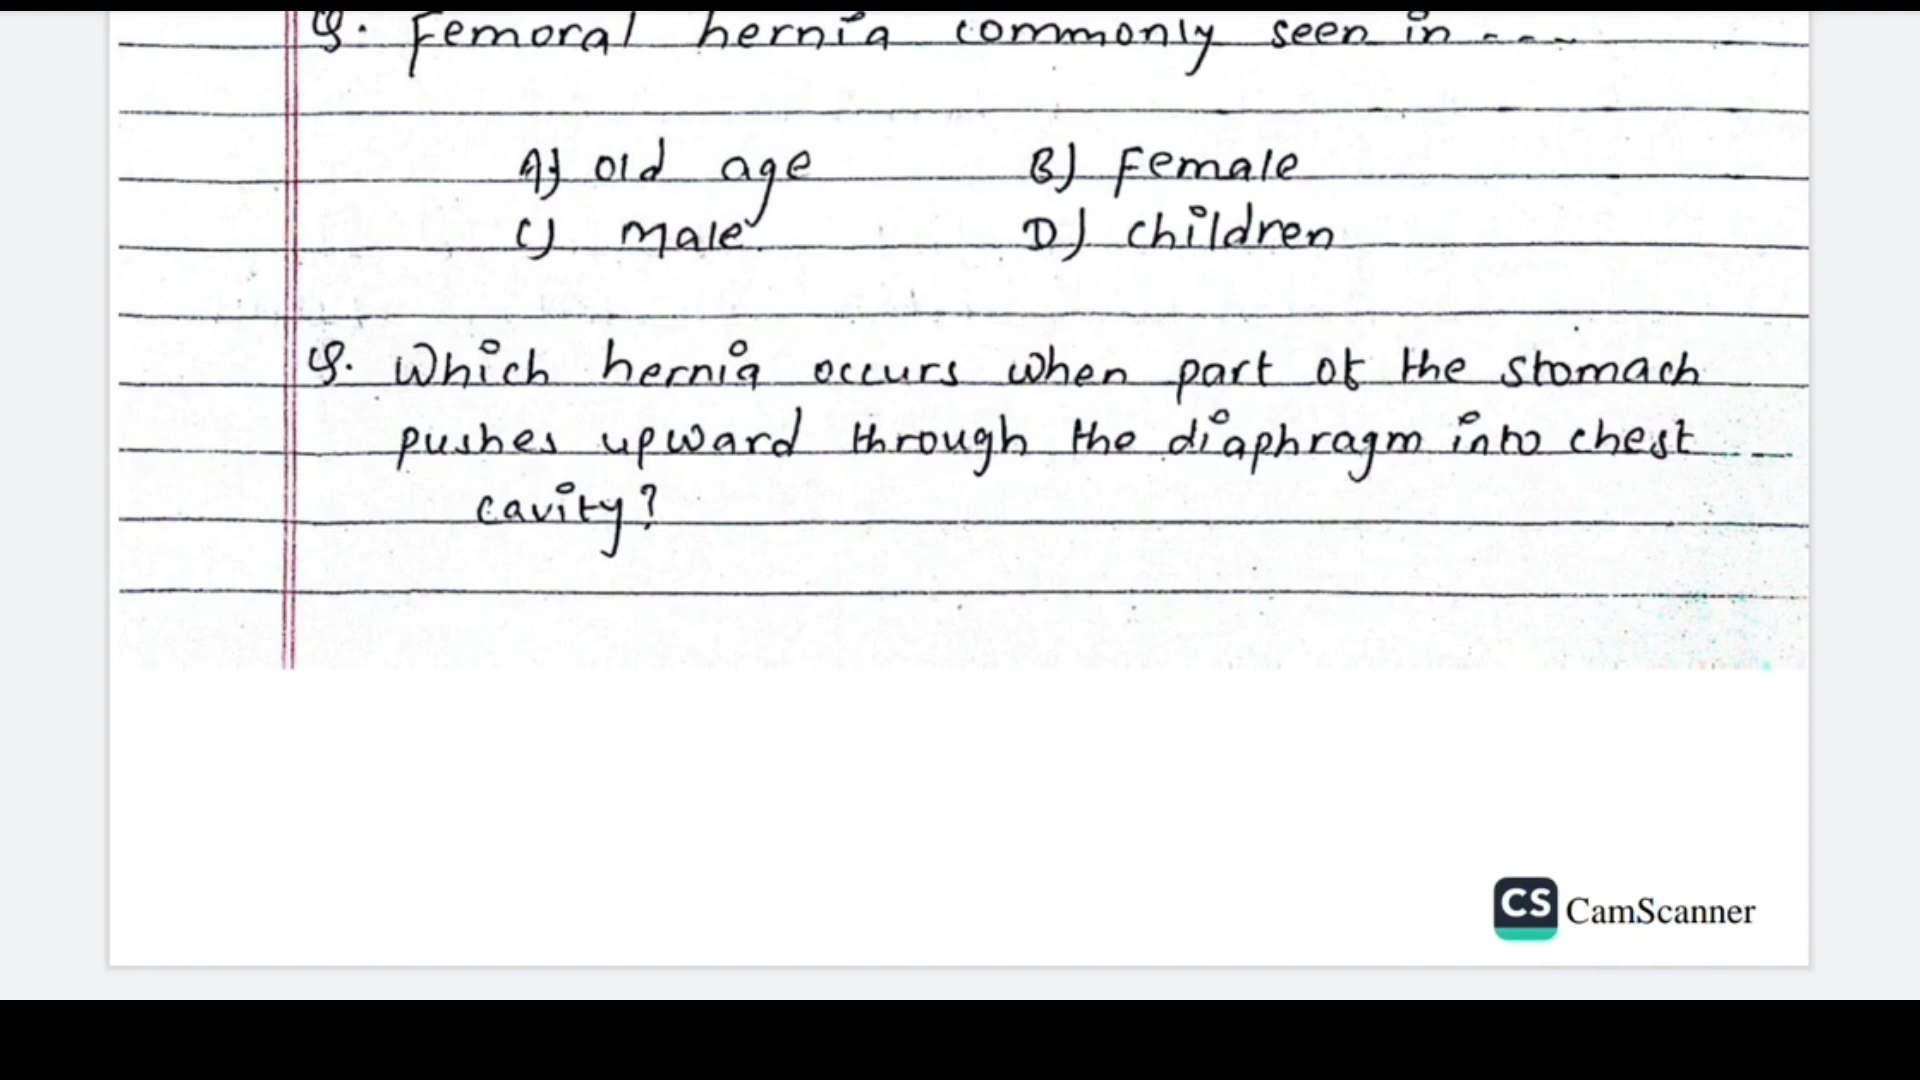 Q. Femoral hernia commonly seen in ----
A) old age B) Female
C) Male. D) children
Q. Which hernia occurs when part of the stomach
pushes upward through the diaphragm into chest
cavity?
CS CamScanner